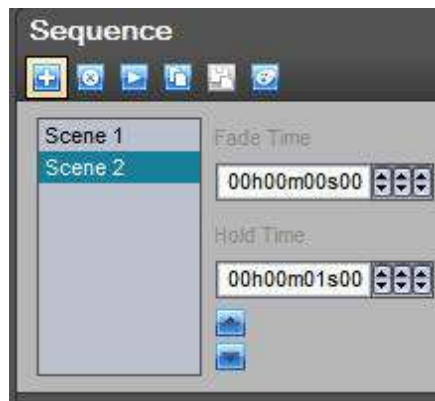 Sequence
Scene 1
Scene 2
Fade Time
00h00m00s00
Hold Time
00h00m01s00